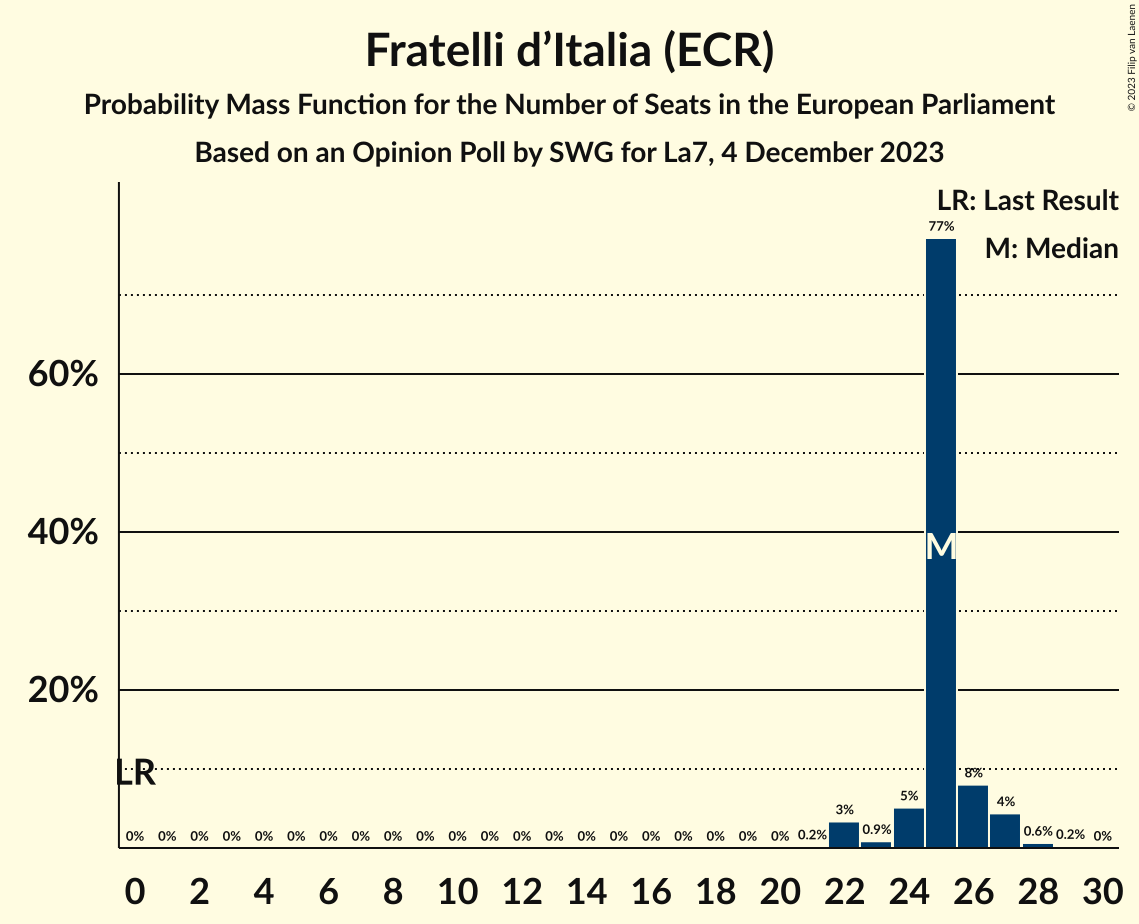 Fratelli d’Italia (ECR)
Probability Mass Function for the Number of Seats in the European Parliament
Based on an Opinion Poll by SWG for La7, 4 December 2023
© 2023 Filip van Laenen
LR: Last Result
M: Median
77%
60%
40%
M
20%
LR
8%
5%
4%
3%
0% 0% 0% 0% 0% 0% 0% 0% 0% 0% 0% 0% 0% 0% 0% 0% 0% 0% 0% 0% 0% 0.2% 0.9% 0.6% 0.2% 0%
0 2 4 6 8 10 12 14 16 18 20 22 24 26 28 30